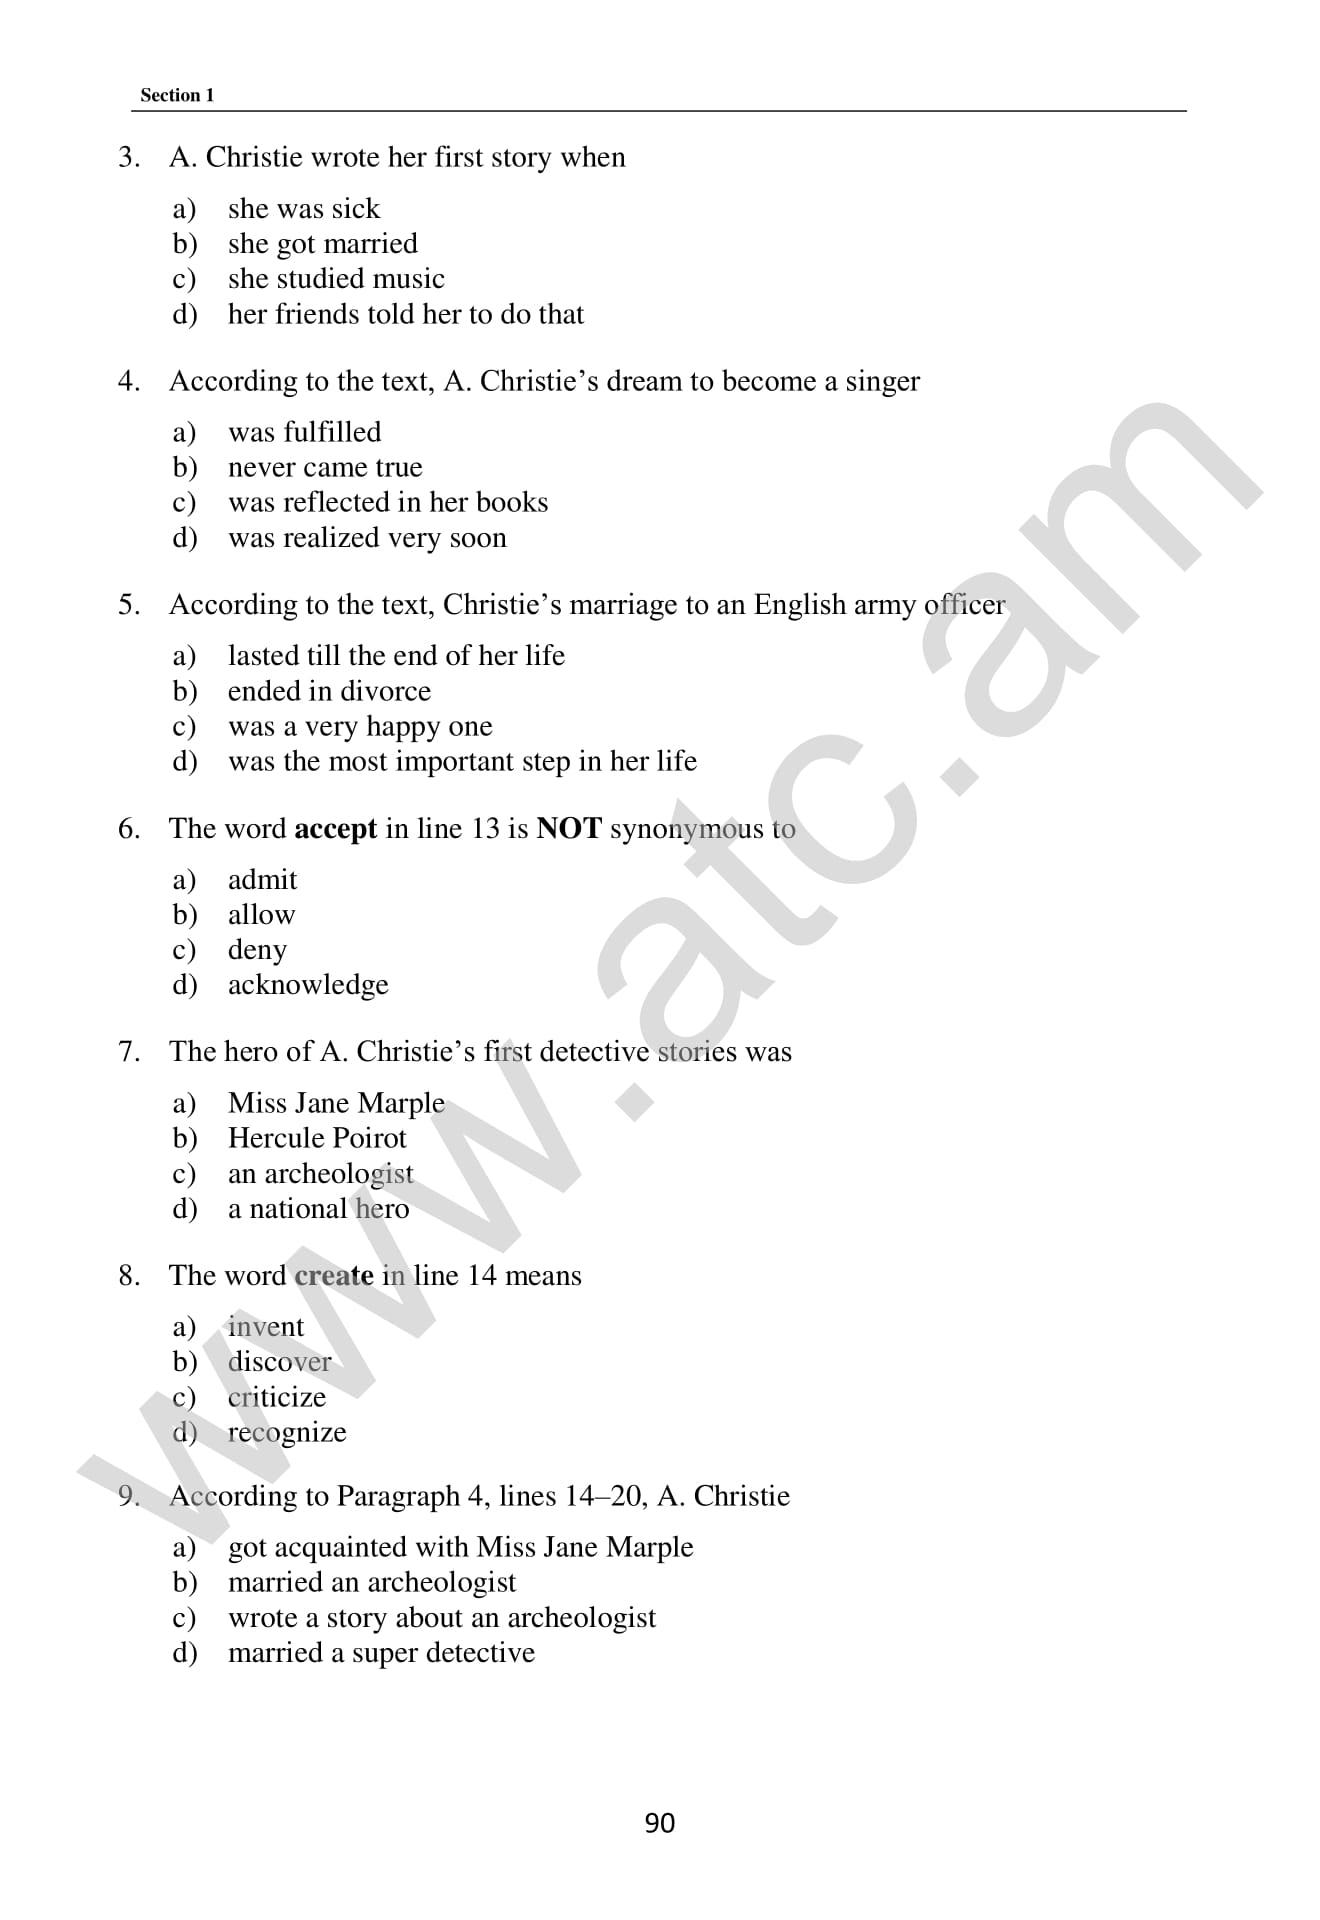 Section 1
3. A. Christie wrote her first story when
a) she was sick
b) she got married
c) she studied music
d) her friends told her to do that
4. According to the text, A. Christie’s dream to become a singer
a) was fulfilled
b) never came true
c) was reflected in her books
d) was realized very soon
5. According to the text, Christie’s marriage to an English army officer
a) lasted till the end of her life
b) ended in divorce
c) was a very happy one
d) was the most important step in her life
6. The word accept in line 13 is NOT synonymous to
a) admit
b) allow
c) deny
d) acknowledge
7. The hero of A. Christie’s first detective stories was
a) Miss Jane Marple
b) Hercule Poirot
c) an archeologist
d) a national hero
8. The word create in line 14 means
a) invent
b) discover
c) criticize
d) recognize
9. According to Paragraph 4, lines 14–20, A. Christie
a) got acquainted with Miss Jane Marple
b) married an archeologist
c) wrote a story about an archeologist
d) married a super detective
90
www.atc.am